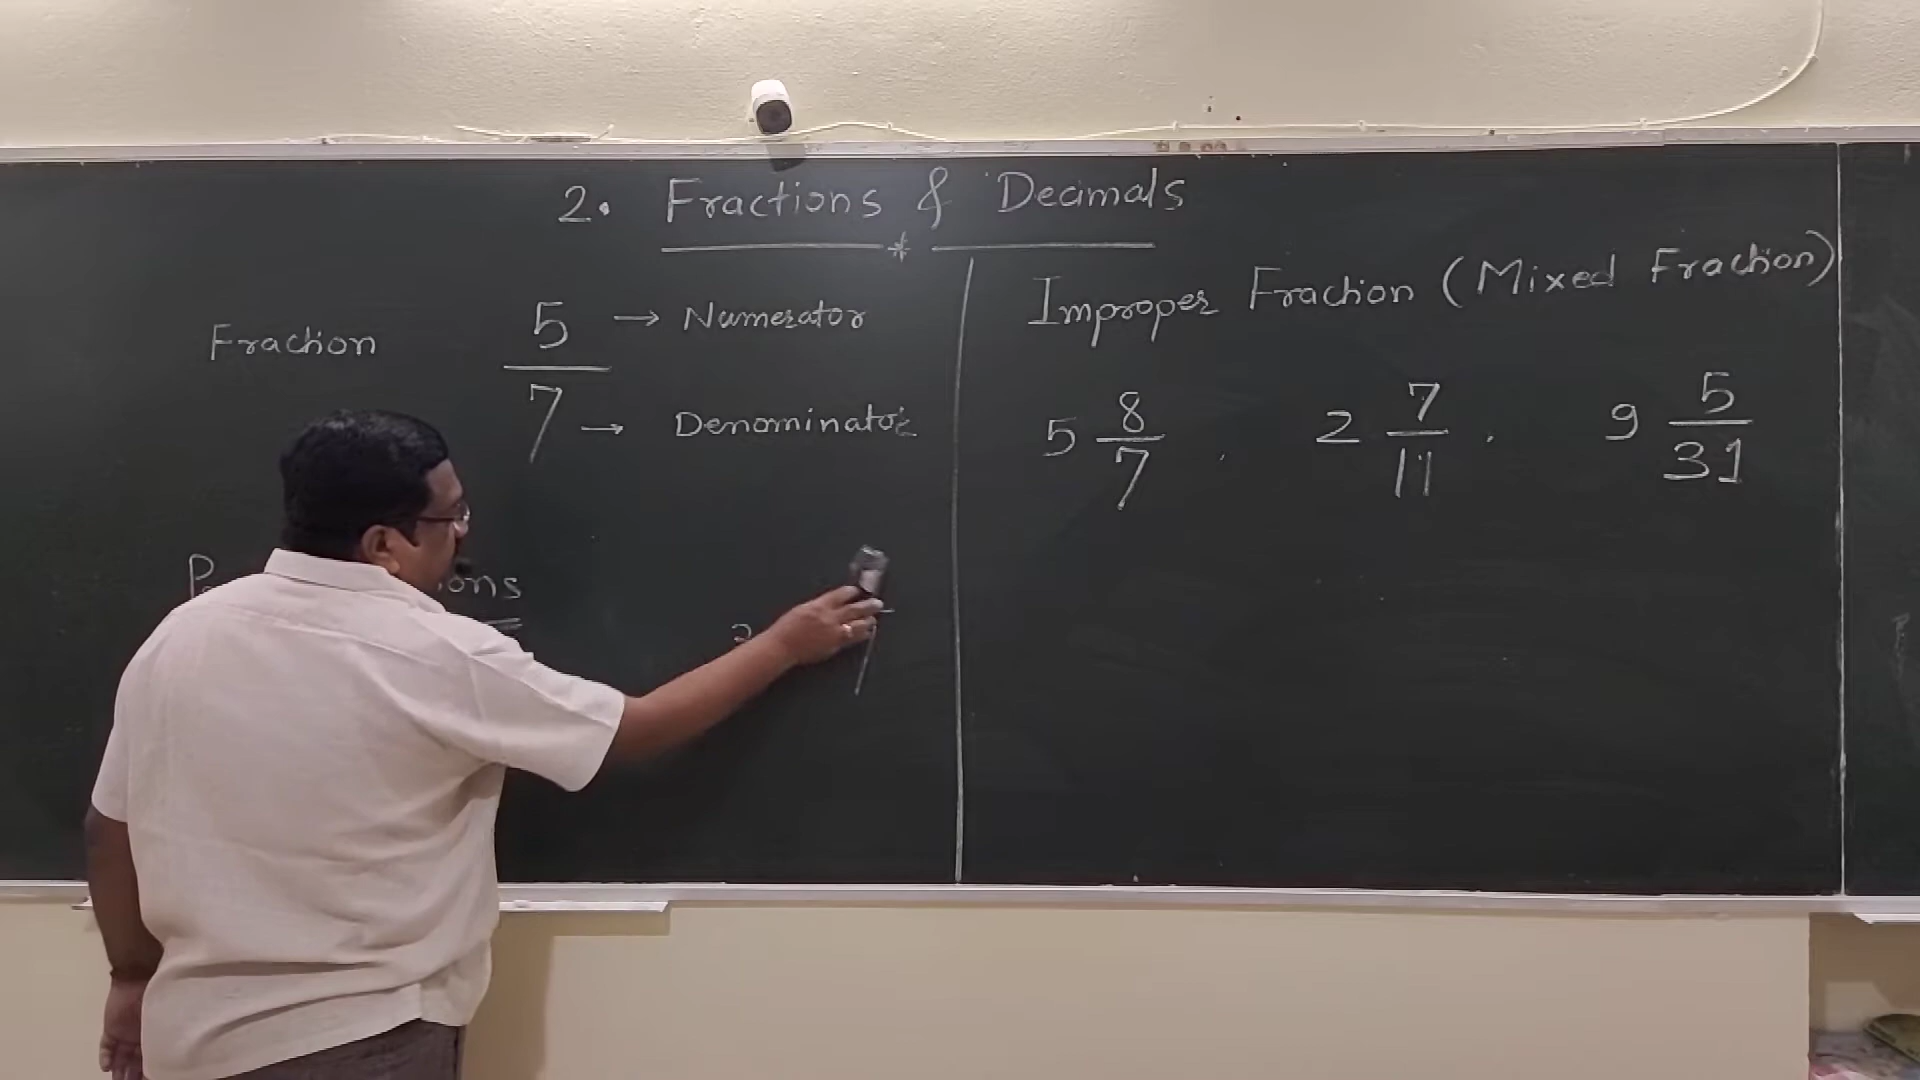 2. Fractions & Decimals
Fraction 5/7
→ Numerator
→ Denominator
Improper Fraction (Mixed Fraction)
5 8/7 , 2 7/11 , 9 5/31